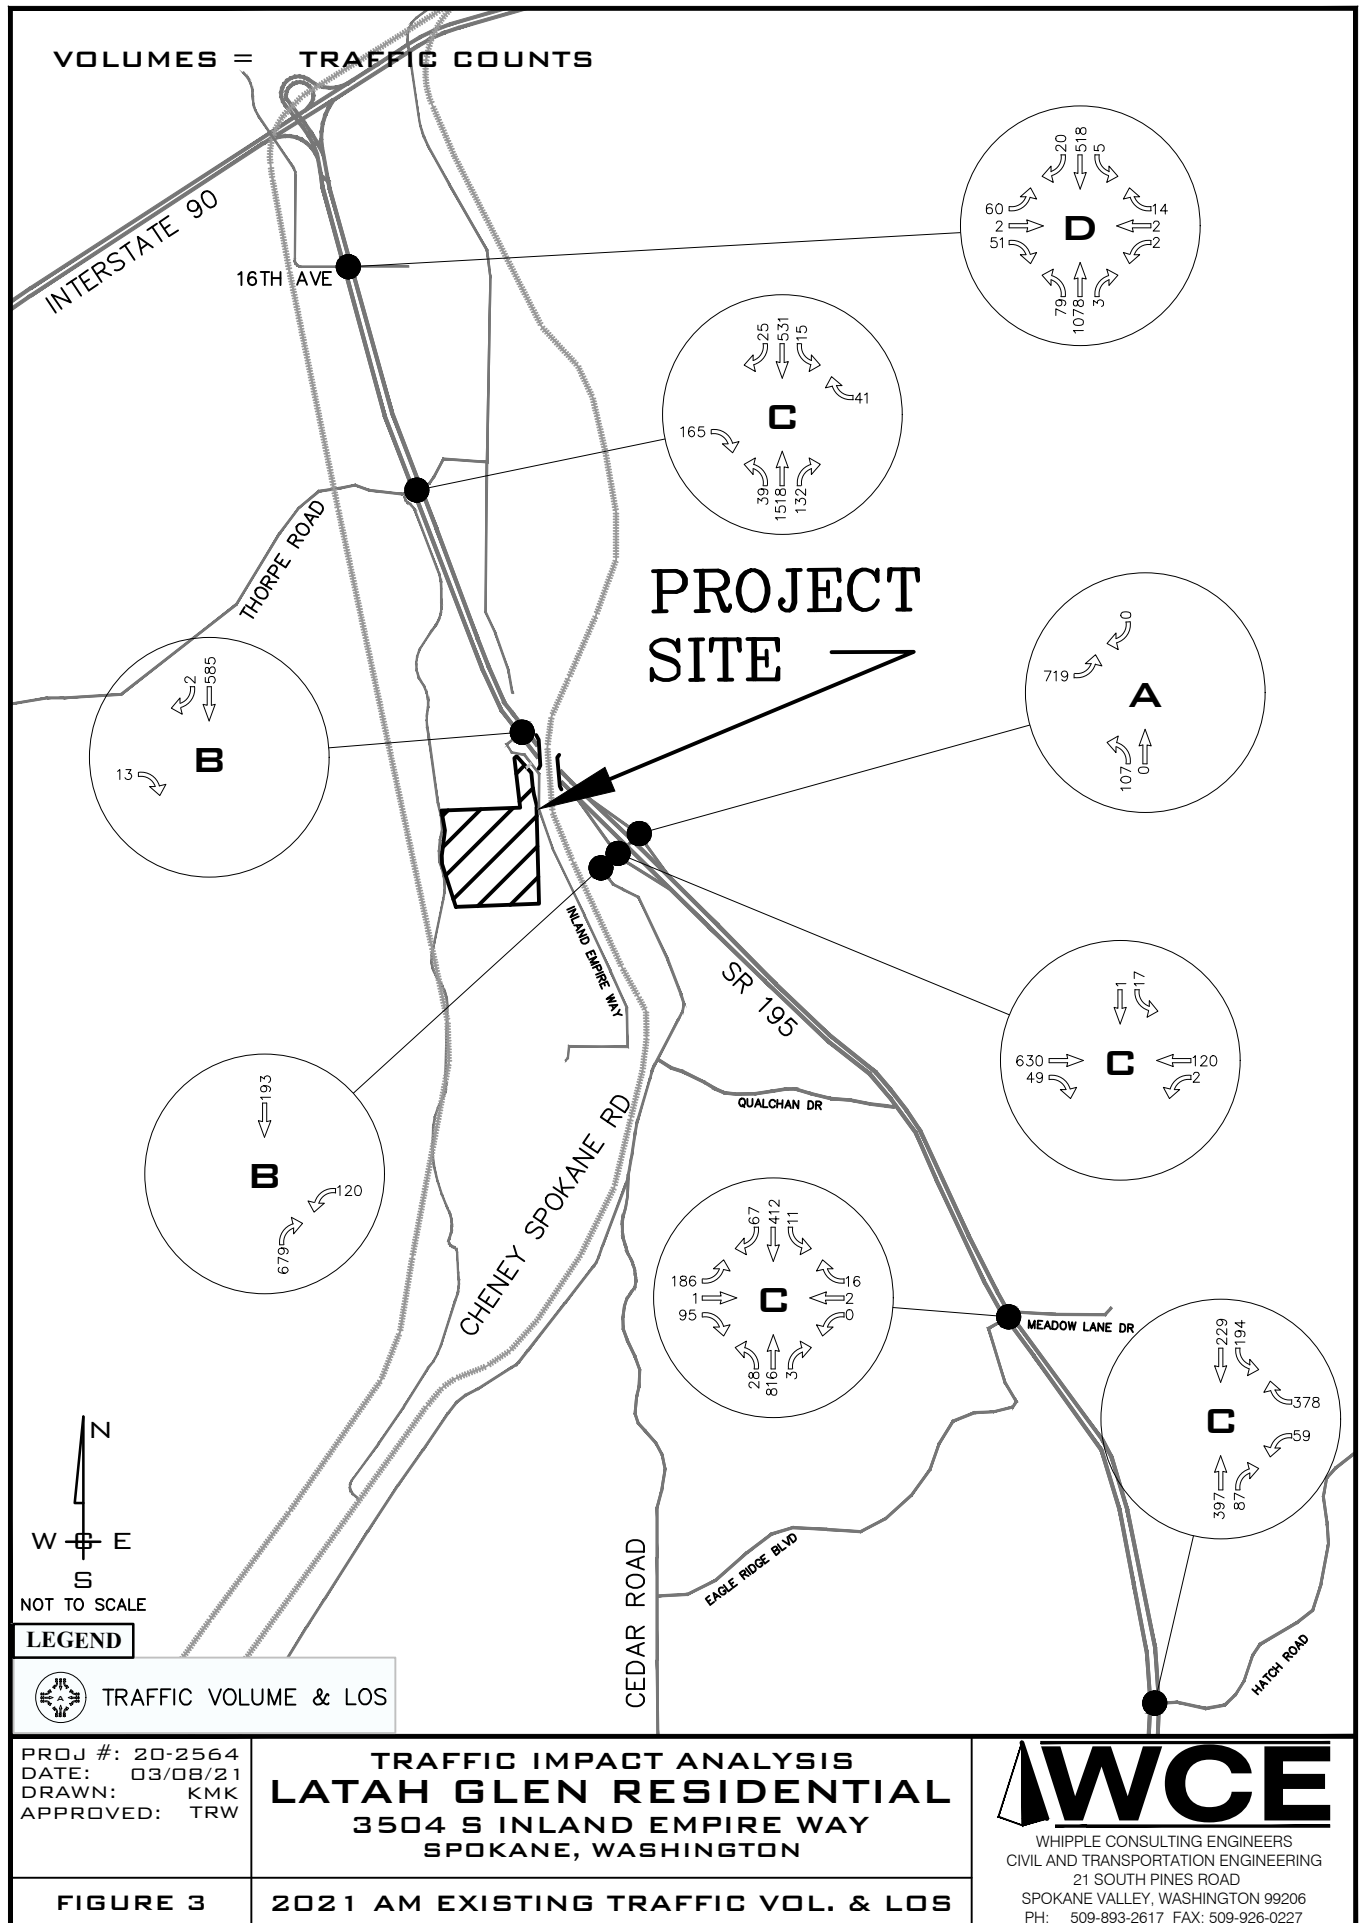 VOLUMES = TRAFFIC COUNTS
INTERSTATE 90
16TH AVE
20 518 5
60
2
51
D
14
2
2
79 1078 3
25 531 15
41
165
C
39 1518 132
THORPE ROAD
PROJECT
SITE
2 585
13
B
0
719
A
107 0
INLAND EMPIRE WAY
SR 195
1 17
630
49
C
120
2
QUALCHAN DR
193
B
120
679
CHENEY SPOKANE RD
67 412 11
186
1
95
C
16
2
0
28 816 3
MEADOW LANE DR
229 194
378
C
59
397 87
N
W E
S
NOT TO SCALE
CEDAR ROAD
EAGLE RIDGE BLVD
HATCH ROAD
LEGEND
A
TRAFFIC VOLUME & LOS
PROJ #: 20-2564
DATE: 03/08/21
DRAWN: KMK
APPROVED: TRW
FIGURE 3
TRAFFIC IMPACT ANALYSIS
LATAH GLEN RESIDENTIAL
3504 S INLAND EMPIRE WAY
SPOKANE, WASHINGTON
2021 AM EXISTING TRAFFIC VOL. & LOS
WCE
WHIPPLE CONSULTING ENGINEERS
CIVIL AND TRANSPORTATION ENGINEERING
21 SOUTH PINES ROAD
SPOKANE VALLEY, WASHINGTON 99206
PH: 509-893-2617 FAX: 509-926-0227